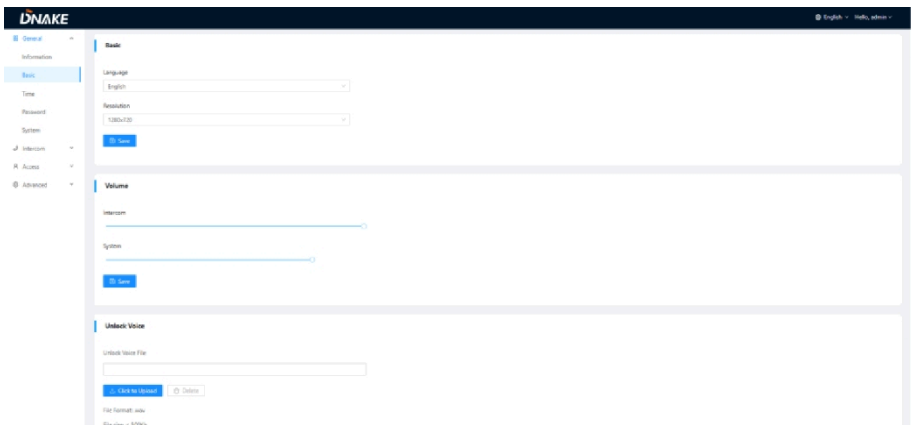 DNAKE
English
Hello, admin
General
Information
Basic
Time
Password
System
Intercom
Access
Advanced
Basic
Language
English
Resolution
1280x720
Save
Volume
Intercom
System
Save
Unlock Voice
Unlock Voice File
Click to Upload
Delete
File Format: .wav